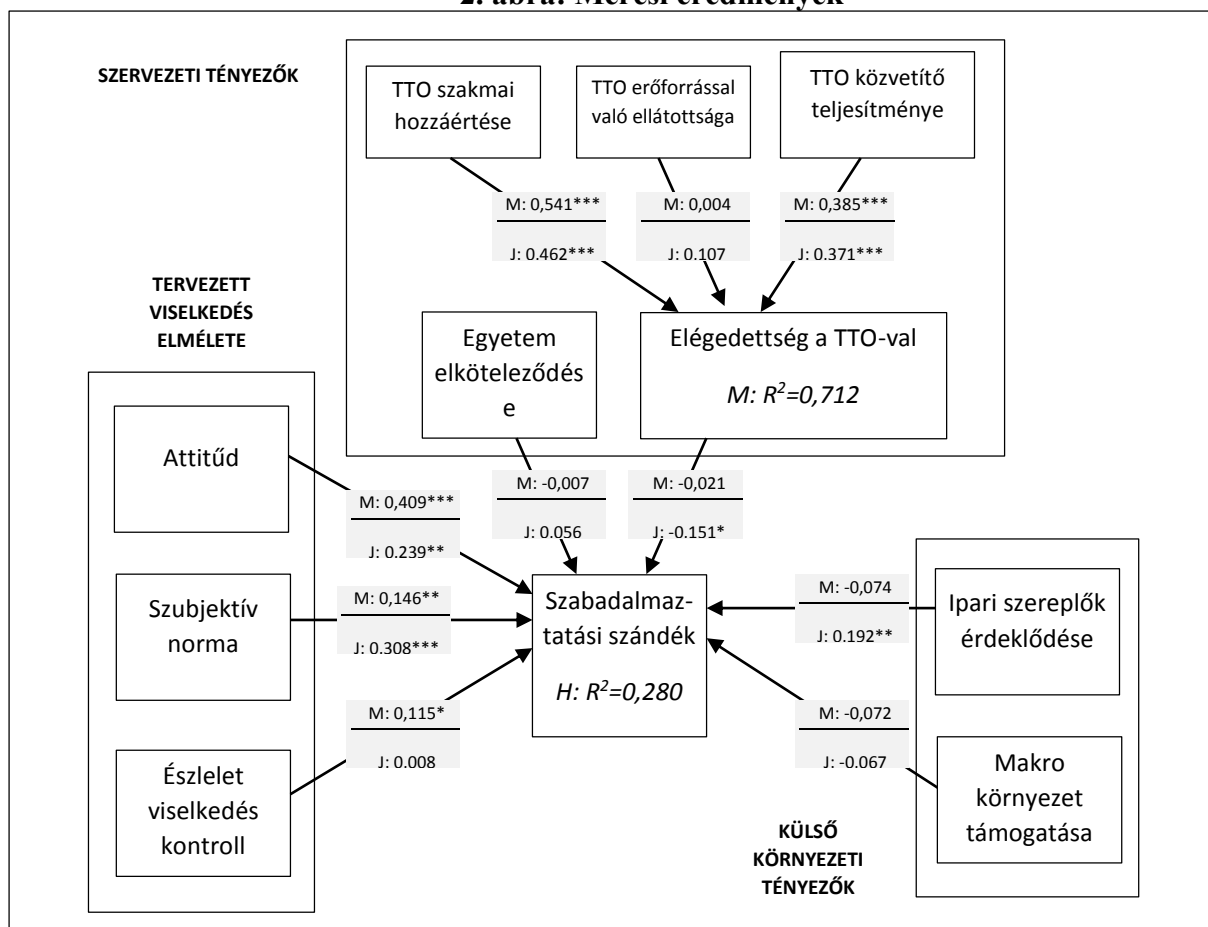 2. ábra: Mérési eredmények
SZERVEZETI TÉNYEZŐK
TTO szakmai
hozzáértése
TTO erőforrással
való ellátottsága
TTO közvetítő
teljesítménye
M: 0,541***
J: 0.462***
M: 0,004
J: 0.107
M: 0,385***
J: 0.371***
TERVEZETT
VISELKEDÉS
ELMÉLETE
Egyetem
elköteleződés
e
Elégedettség a TTO-val
M: R²=0,712
Attitűd
M: 0,409***
J: 0.239**
M: -0,007
J: 0.056
M: -0,021
J: -0.151*
Szubjektív
norma
M: 0,146**
J: 0.308***
Szabadalmaz-
tatási szándék
H: R²=0,280
M: -0,074
J: 0.192**
Ipari szereplők
érdeklődése
Észlelet
viselkedés
kontroll
M: 0,115*
J: 0.008
M: -0,072
J: -0.067
Makro
környezet
támogatása
KÜLSŐ
KÖRNYEZETI
TÉNYEZŐK